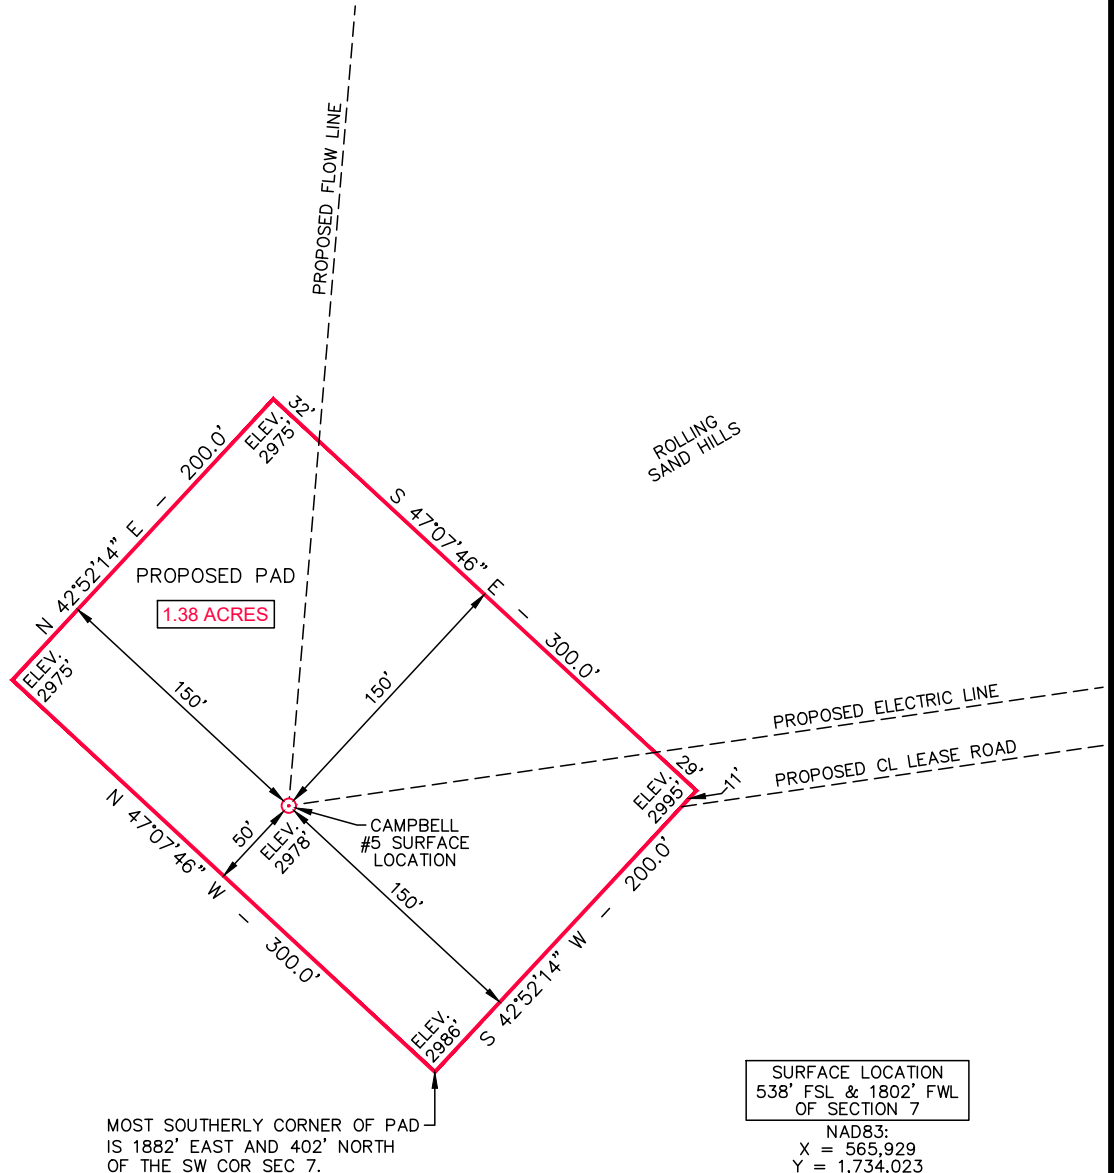 PROPOSED FLOW LINE
32'
ELEV.
2975'
N 42°52'14" E - 200.0'
ROLLING
SAND HILLS
S 47°07'46" E - 300.0'
PROPOSED PAD
1.38 ACRES
ELEV.
2975'
150'
150'
PROPOSED ELECTRIC LINE
PROPOSED CL LEASE ROAD
29'
11'
ELEV.
2995'
N 47°07'46" W - 300.0'
50'
ELEV.
2978'
CAMPBELL
#5 SURFACE
LOCATION
150'
S 42°52'14" W - 200.0'
ELEV.
2986'
MOST SOUTHERLY CORNER OF PAD
IS 1882' EAST AND 402' NORTH
OF THE SW COR SEC 7.
SURFACE LOCATION
538' FSL & 1802' FWL
OF SECTION 7
NAD83:
X = 565,929
Y = 1,734,023